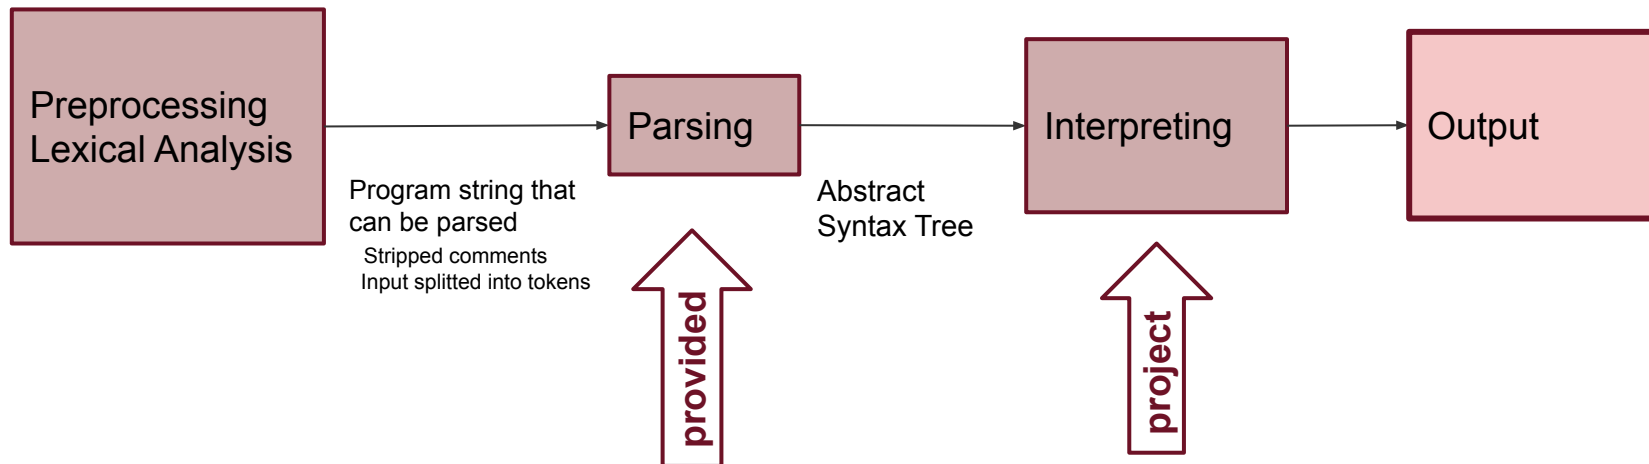 Preprocessing
Lexical Analysis
Program string that
can be parsed
Stripped comments
Input splitted into tokens
Parsing
provided
Abstract
Syntax Tree
Interpreting
project
Output